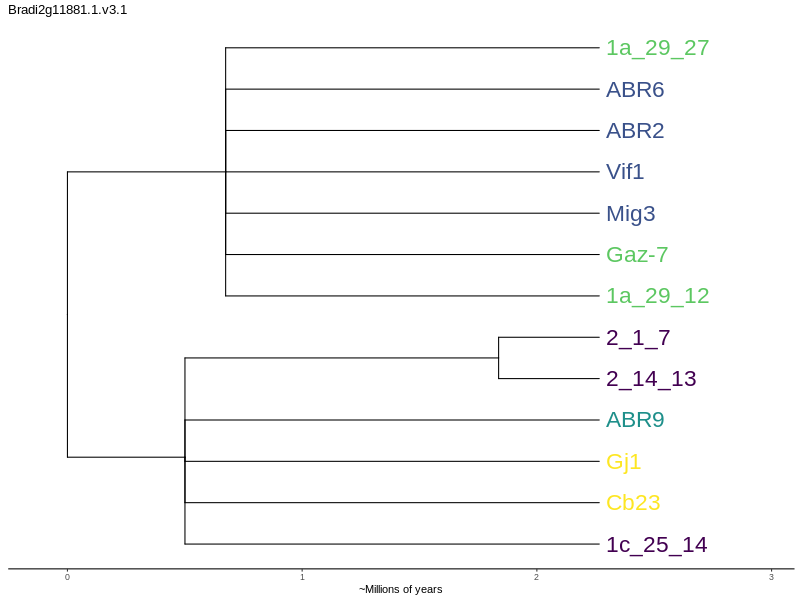 Bradi2g11881.1.v3.1
1a_29_27
ABR6
ABR2
Vif1
Mig3
Gaz-7
1a_29_12
2_1_7
2_14_13
ABR9
Gj1
Cb23
1c_25_14
0 1 2 3
~Millions of years